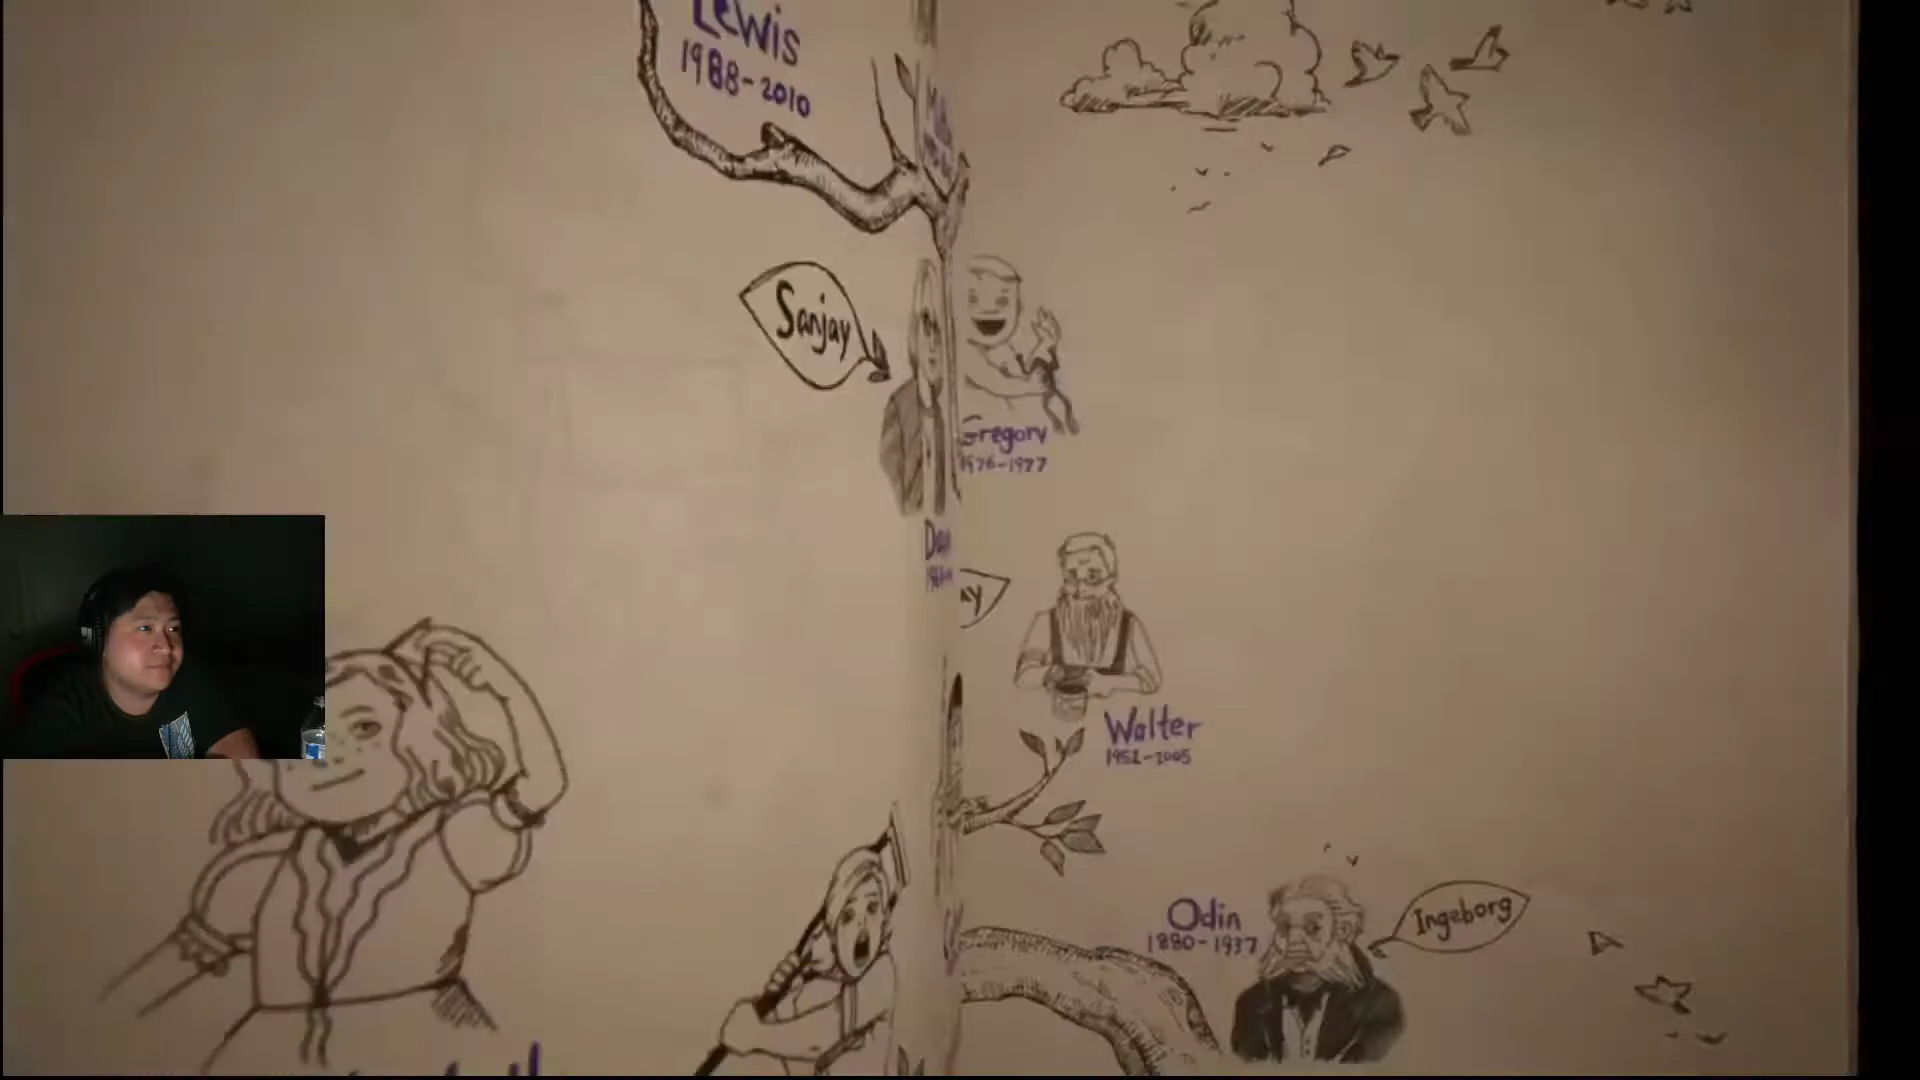 Lewis
1988-2010
Sanjay
Gregory
1976-1977
Walter
1952-2005
Odin
1880-1937
Ingeborg